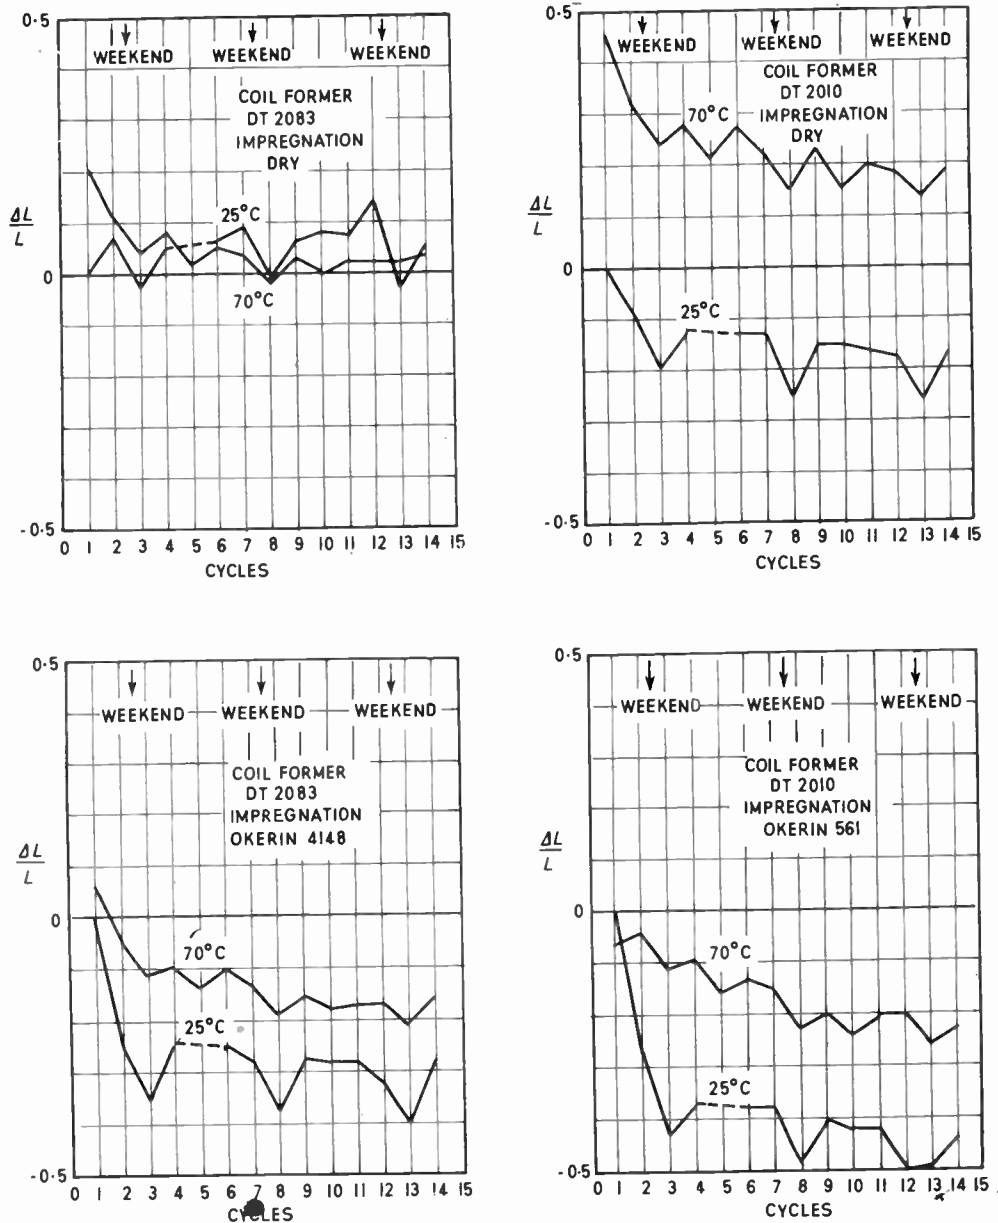 0·5
WEEKEND WEEKEND WEEKEND
COIL FORMER
DT 2083
IMPREGNATION
DRY
25°C
ΔL
L
0
70°C
-0·5
0 1 2 3 4 5 6 7 8 9 10 11 12 13 14 15
CYCLES
0·5
WEEKEND WEEKEND WEEKEND
COIL FORMER
DT 2010
IMPREGNATION
DRY
70°C
ΔL
L
0
25°C
-0·5
0 1 2 3 4 5 6 7 8 9 10 11 12 13 14 15
CYCLES
0·5
WEEKEND WEEKEND WEEKEND
COIL FORMER
DT 2083
IMPREGNATION
OKERIN 4148
ΔL
L
0
70°C
25°C
-0·5
0 1 2 3 4 5 6 7 8 9 10 11 12 13 14 15
CYCLES
0·5
WEEKEND WEEKEND WEEKEND
COIL FORMER
DT 2010
IMPREGNATION
OKERIN 561
ΔL
L
0
70°C
25°C
-0·5
0 1 2 3 4 5 6 7 8 9 10 11 12 13 14 15
CYCLES